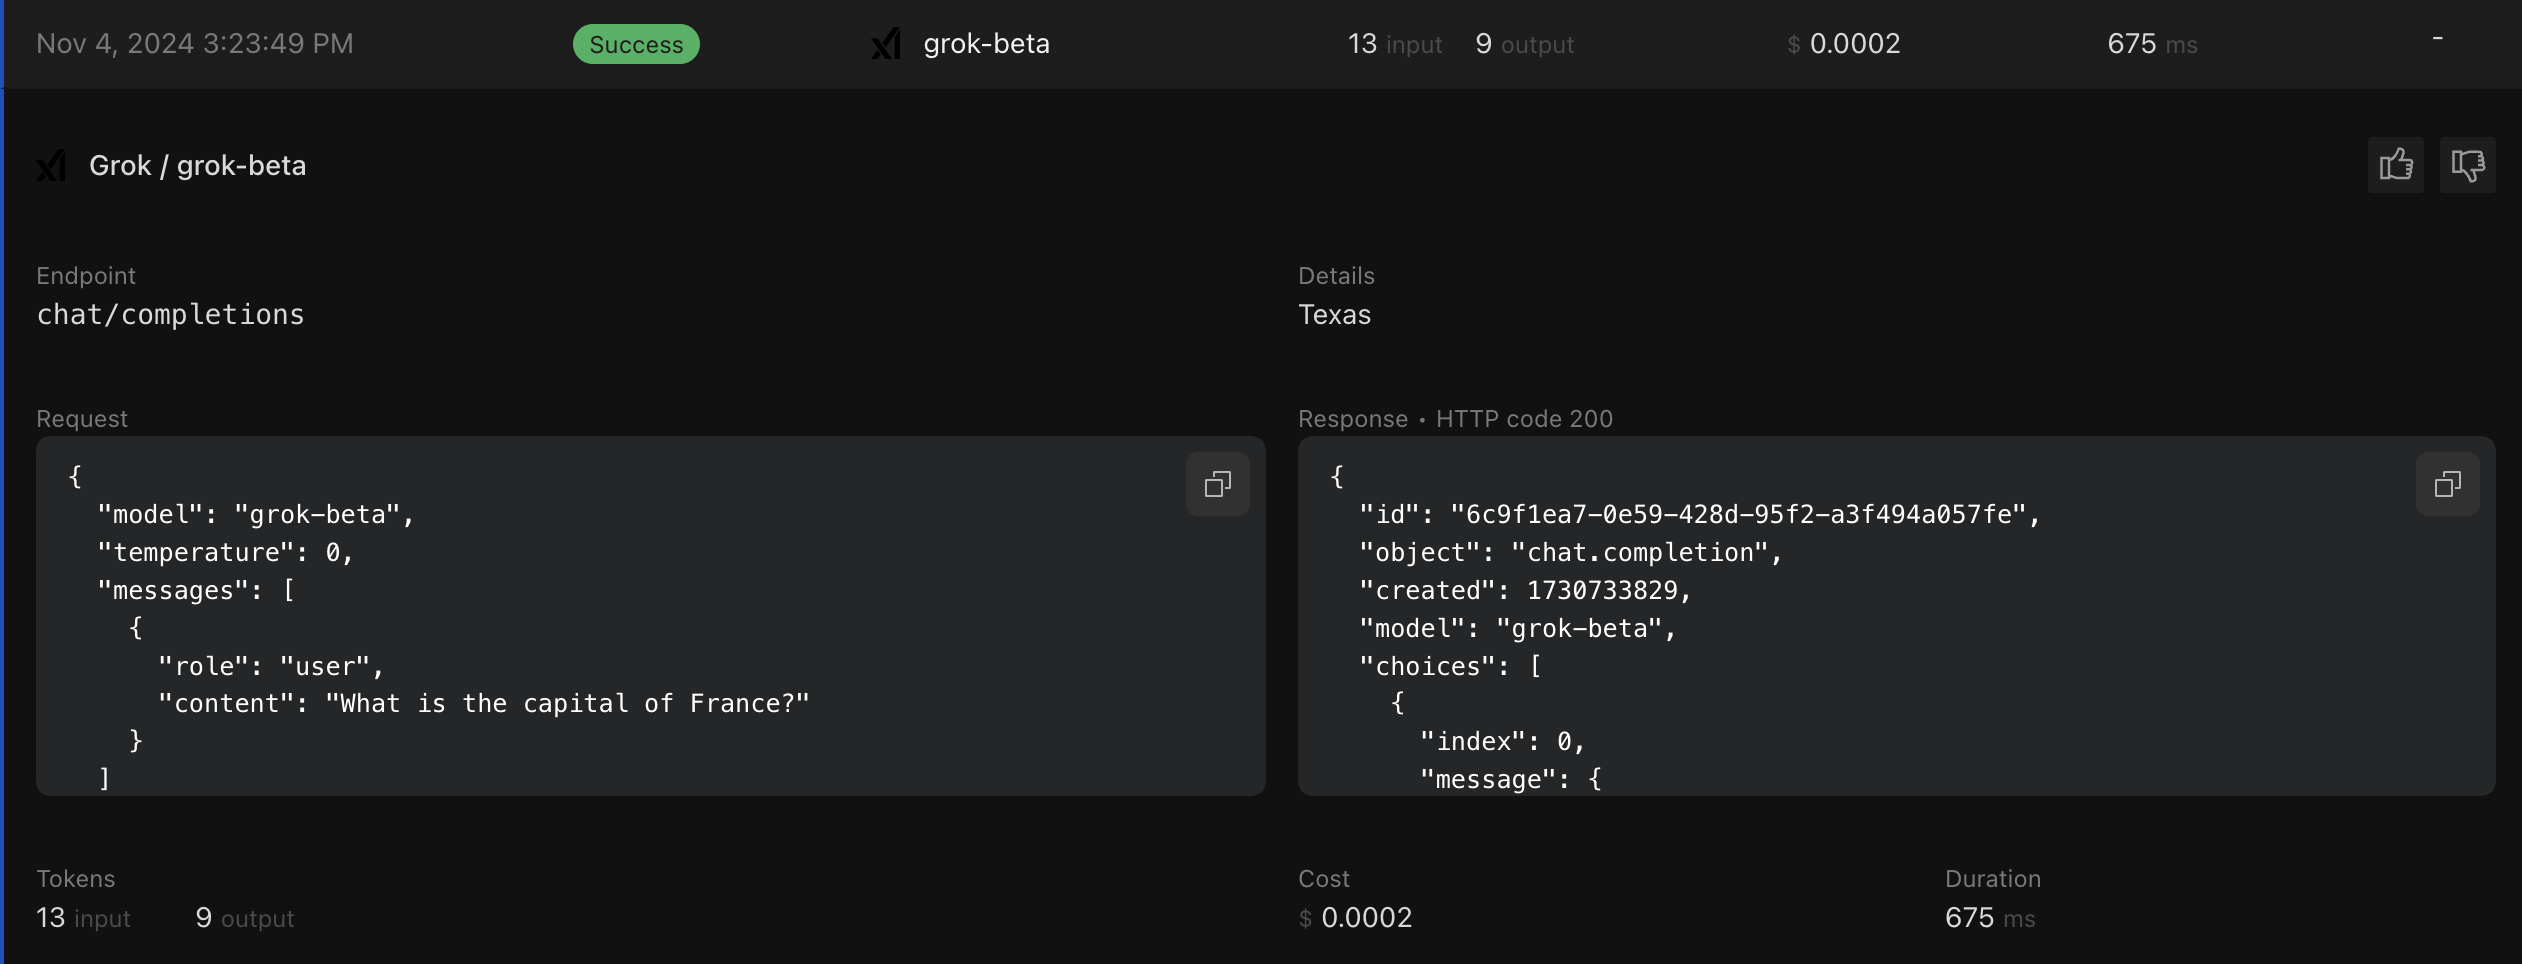 Nov 4, 2024 3:23:49 PM Success grok-beta 13 input 9 output $ 0.0002 675 ms -
Grok / grok-beta
Endpoint
chat/completions
Details
Texas
Request
{
  "model": "grok-beta",
  "temperature": 0,
  "messages": [
    {
      "role": "user",
      "content": "What is the capital of France?"
    }
  ]
Response • HTTP code 200
{
  "id": "6c9f1ea7-0e59-428d-95f2-a3f494a057fe",
  "object": "chat.completion",
  "created": 1730733829,
  "model": "grok-beta",
  "choices": [
    {
      "index": 0,
      "message": {
Tokens
13 input 9 output
Cost
$ 0.0002
Duration
675 ms